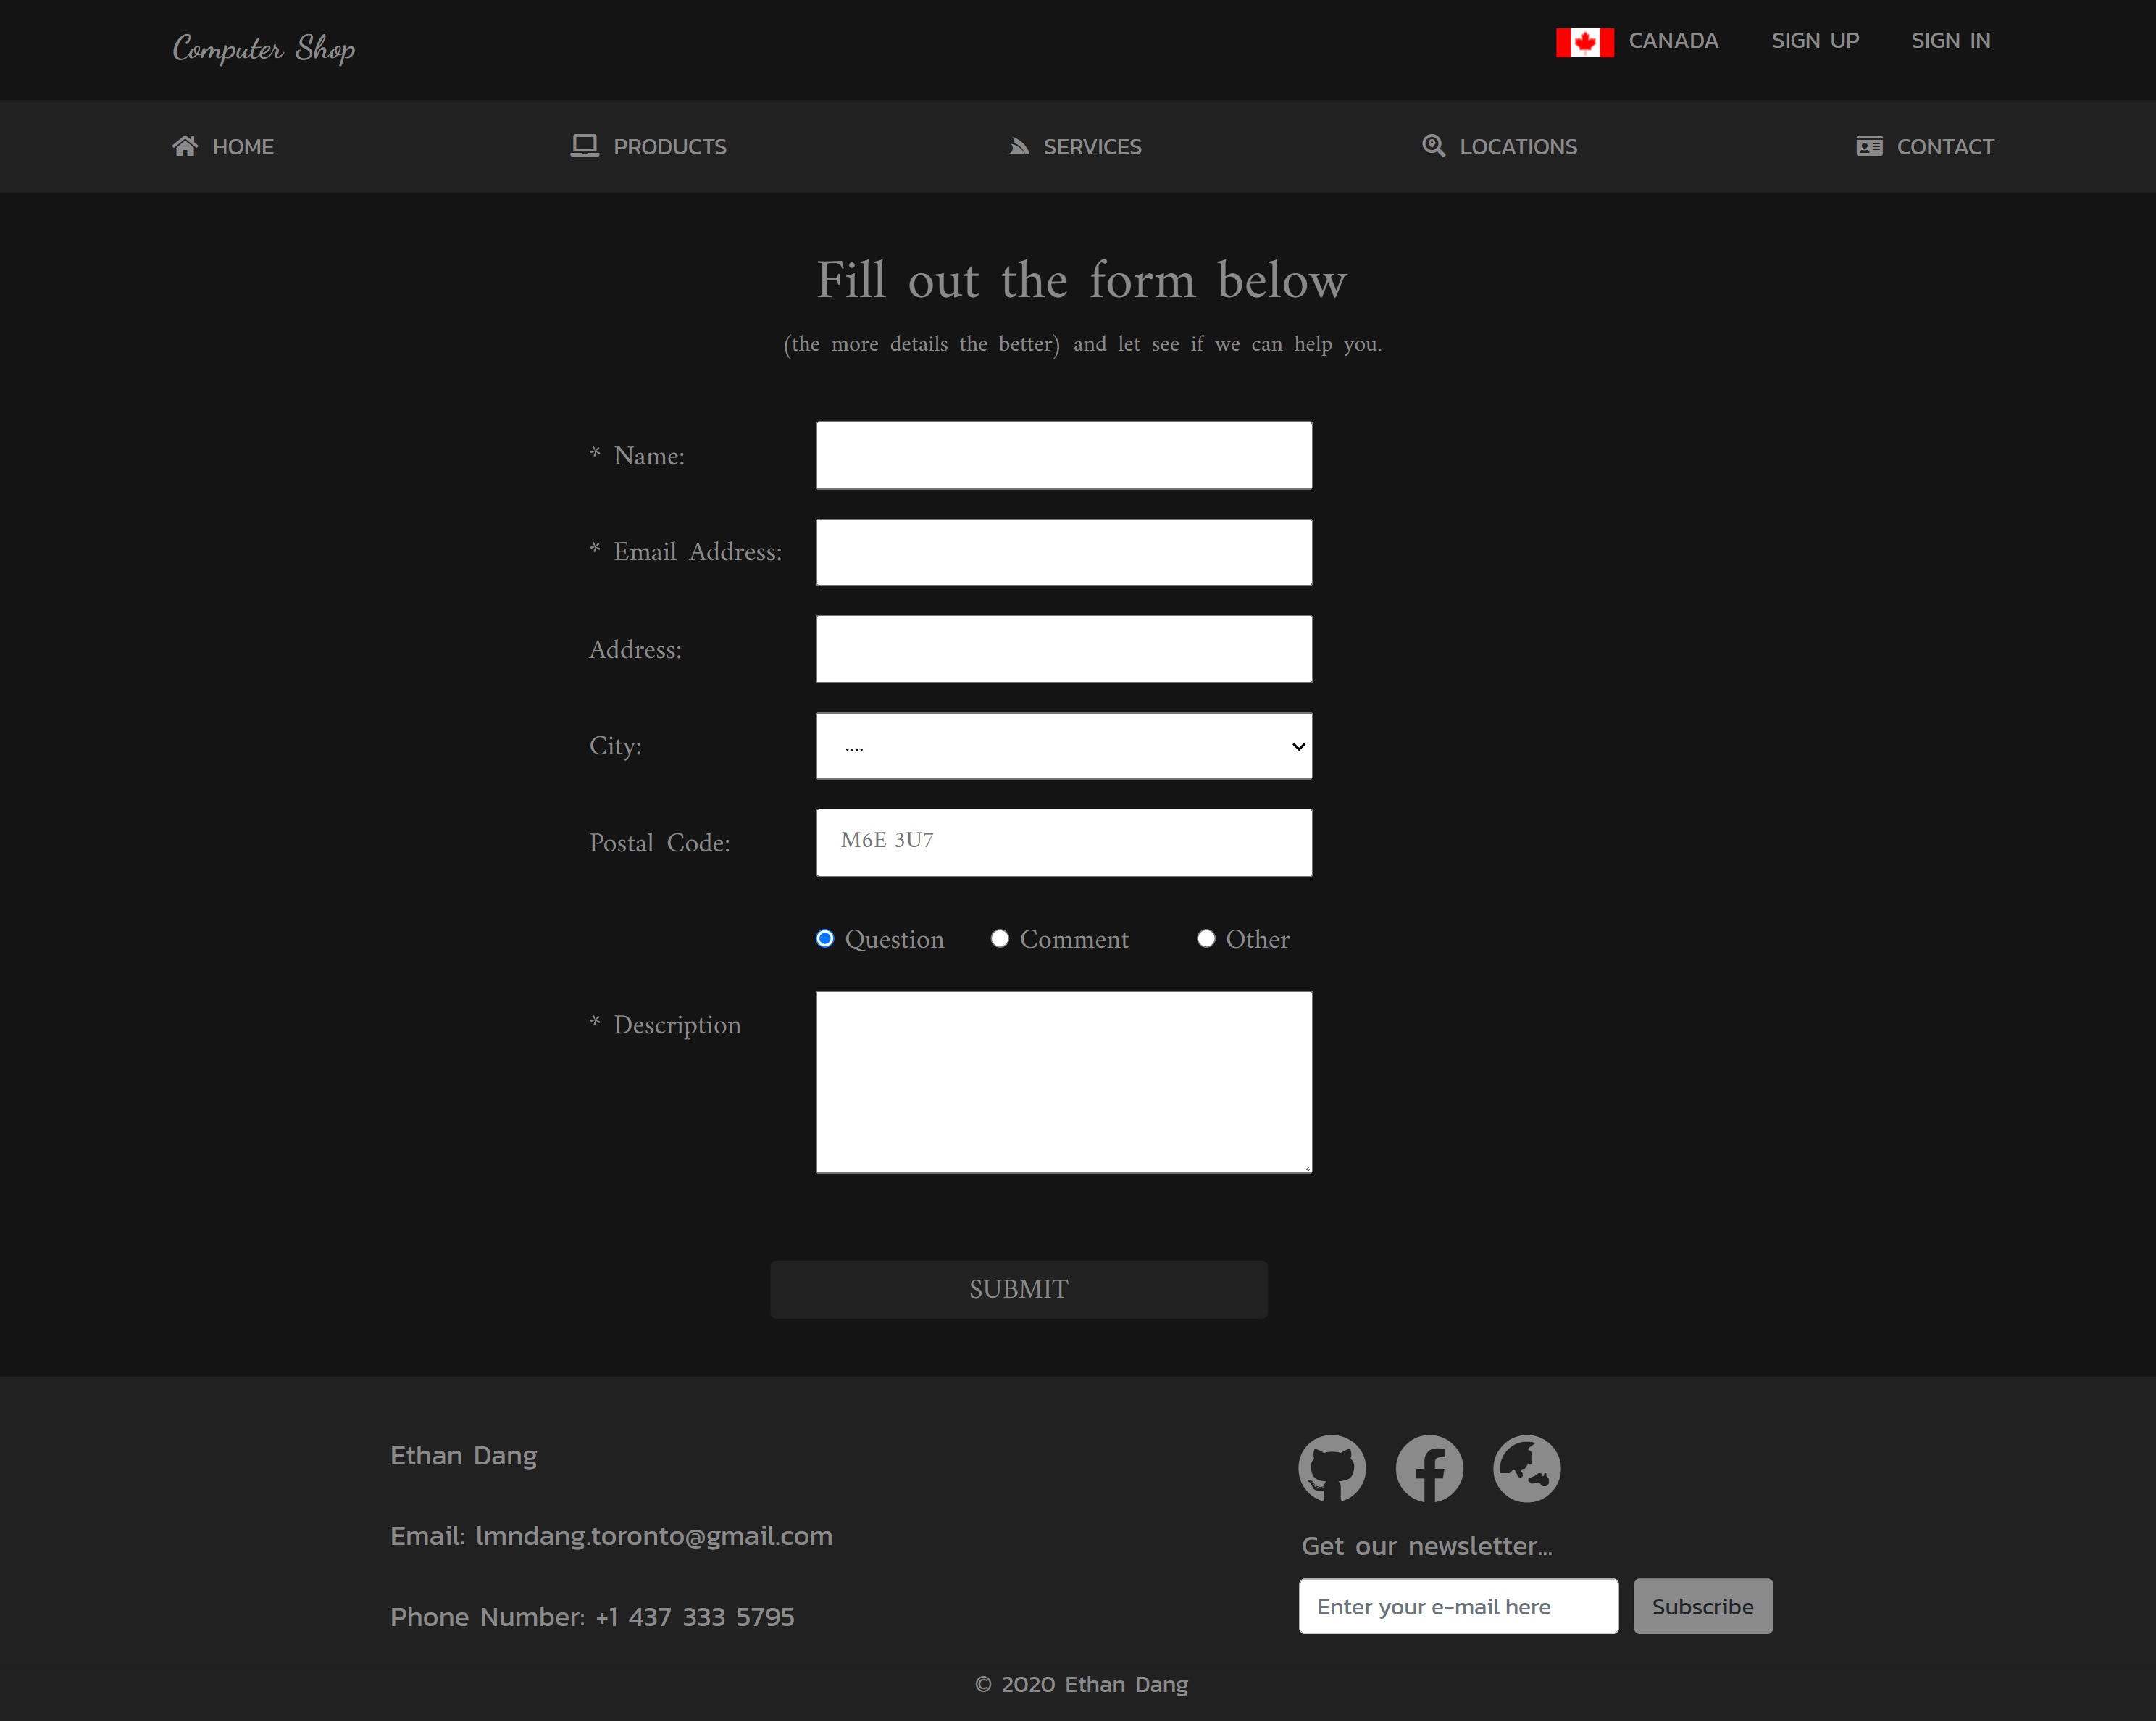 Computer Shop
CANADA SIGN UP SIGN IN
HOME PRODUCTS SERVICES LOCATIONS CONTACT
Fill out the form below
(the more details the better) and let see if we can help you.
* Name:
* Email Address:
Address:
City: ....
Postal Code: M6E 3U7
Question Comment Other
* Description
SUBMIT
Ethan Dang
Email: lmndang.toronto@gmail.com
Phone Number: +1 437 333 5795
Get our newsletter...
Enter your e-mail here Subscribe
© 2020 Ethan Dang